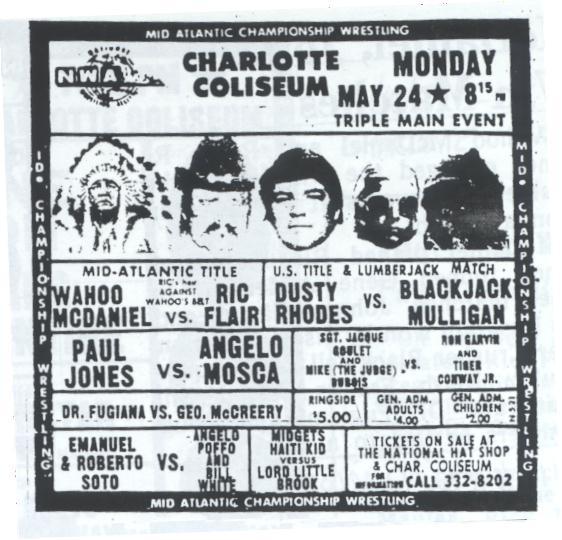 MID ATLANTIC CHAMPIONSHIP WRESTLING
NWA
CHARLOTTE
COLISEUM
MONDAY
MAY 24 ★ 8 15 PM
TRIPLE MAIN EVENT
MID-ATLANTIC TITLE
WAHOO
McDANIEL
RIC's hair
AGAINST
WAHOO'S BELT
VS.
RIC
FLAIR
U.S. TITLE & LUMBERJACK MATCH
DUSTY
RHODES
VS.
BLACKJACK
MULLIGAN
PAUL
JONES
VS.
ANGELO
MOSCA
SGT. JACQUE
GOULET
AND
MIKE (THE JUDGE)
DUBOIS
VS.
RON GARVIN
AND
TIGER
CONWAY JR.
DR. FUGIANA VS. GEO. McCREERY
RINGSIDE
$5.00
GEN. ADM.
ADULTS
$4.00
GEN. ADM.
CHILDREN
$2.00
EMANUEL
& ROBERTO
SOTO
VS.
ANGELO
POFFO
AND
BILL
WHITE
MIDGETS
HAITI KID
VERSUS
LORD LITTLE
BROOK
TICKETS ON SALE AT
THE NATIONAL HAT SHOP
& CHAR. COLISEUM
FOR
INFORMATION CALL 332-8202
MID ATLANTIC CHAMPIONSHIP WRESTLING
ID• CHAMPIONSHIP WRESTLING
MID• CHAMPIONSHIP WRESTLING